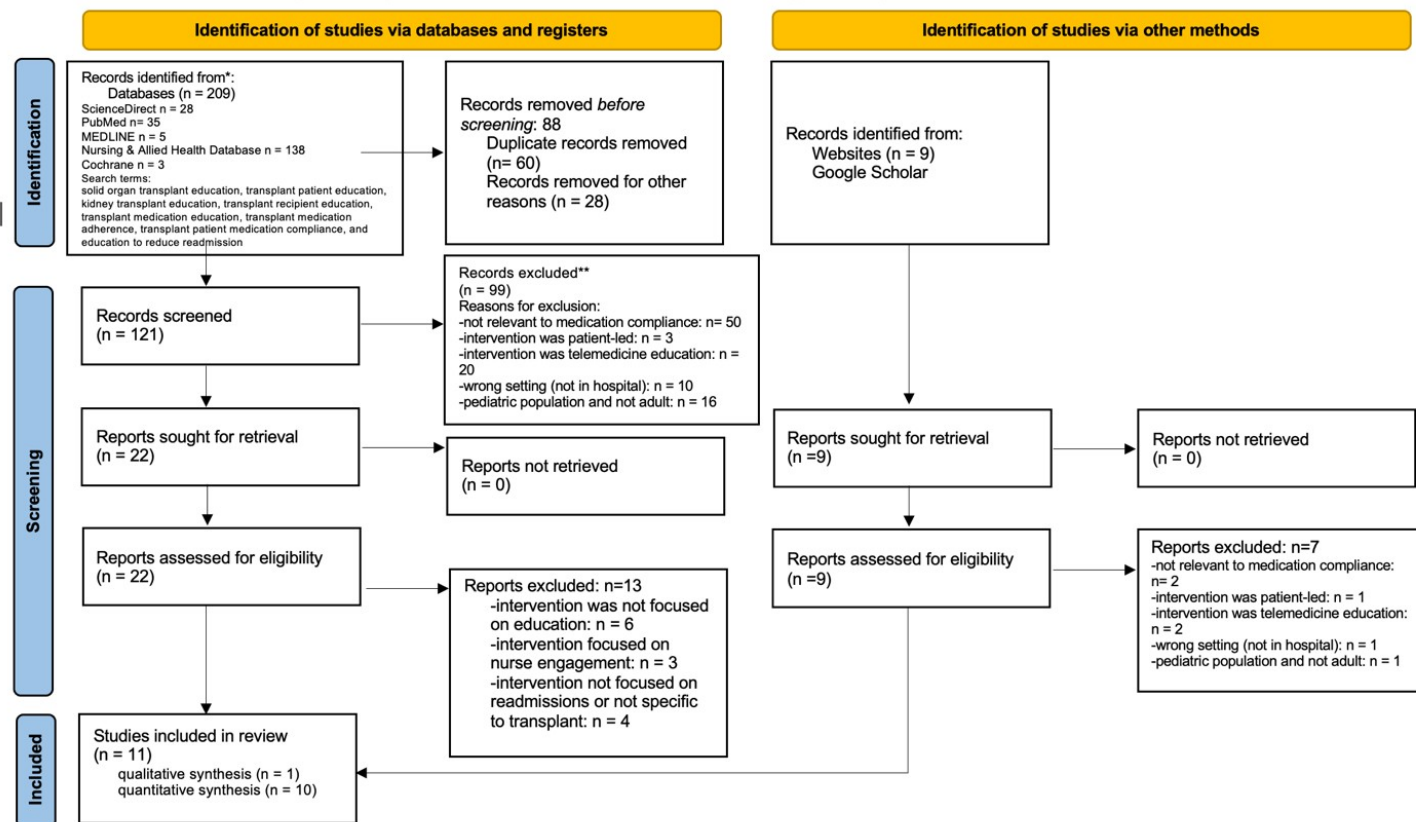 Identification of studies via databases and registers
Identification of studies via other methods
Identification
Records identified from*:
Databases (n = 209)
ScienceDirect n = 28
PubMed n= 35
MEDLINE n = 5
Nursing & Allied Health Database n = 138
Cochrane n = 3
Search terms:
solid organ transplant education, transplant patient education,
kidney transplant education, transplant recipient education,
transplant medication education, transplant medication
adherence, transplant patient medication compliance, and
education to reduce readmission
Records removed before
screening: 88
Duplicate records removed
(n= 60)
Records removed for other
reasons (n = 28)
Records identified from:
Websites (n = 9)
Google Scholar
Screening
Records screened
(n = 121)
Records excluded**
(n = 99)
Reasons for exclusion:
-not relevant to medication compliance: n= 50
-intervention was patient-led: n = 3
-intervention was telemedicine education: n =
20
-wrong setting (not in hospital): n = 10
-pediatric population and not adult: n = 16
Reports sought for retrieval
(n = 22)
Reports not retrieved
(n = 0)
Reports sought for retrieval
(n =9)
Reports not retrieved
(n = 0)
Reports assessed for eligibility
(n = 22)
Reports excluded: n=13
-intervention was not focused
on education: n = 6
-intervention focused on
nurse engagement: n = 3
-intervention not focused on
readmissions or not specific
to transplant: n = 4
Reports assessed for eligibility
(n =9)
Reports excluded: n=7
-not relevant to medication compliance:
n= 2
-intervention was patient-led: n = 1
-intervention was telemedicine education:
n = 2
-wrong setting (not in hospital): n = 1
-pediatric population and not adult: n = 1
Included
Studies included in review
(n = 11)
qualitative synthesis (n = 1)
quantitative synthesis (n = 10)